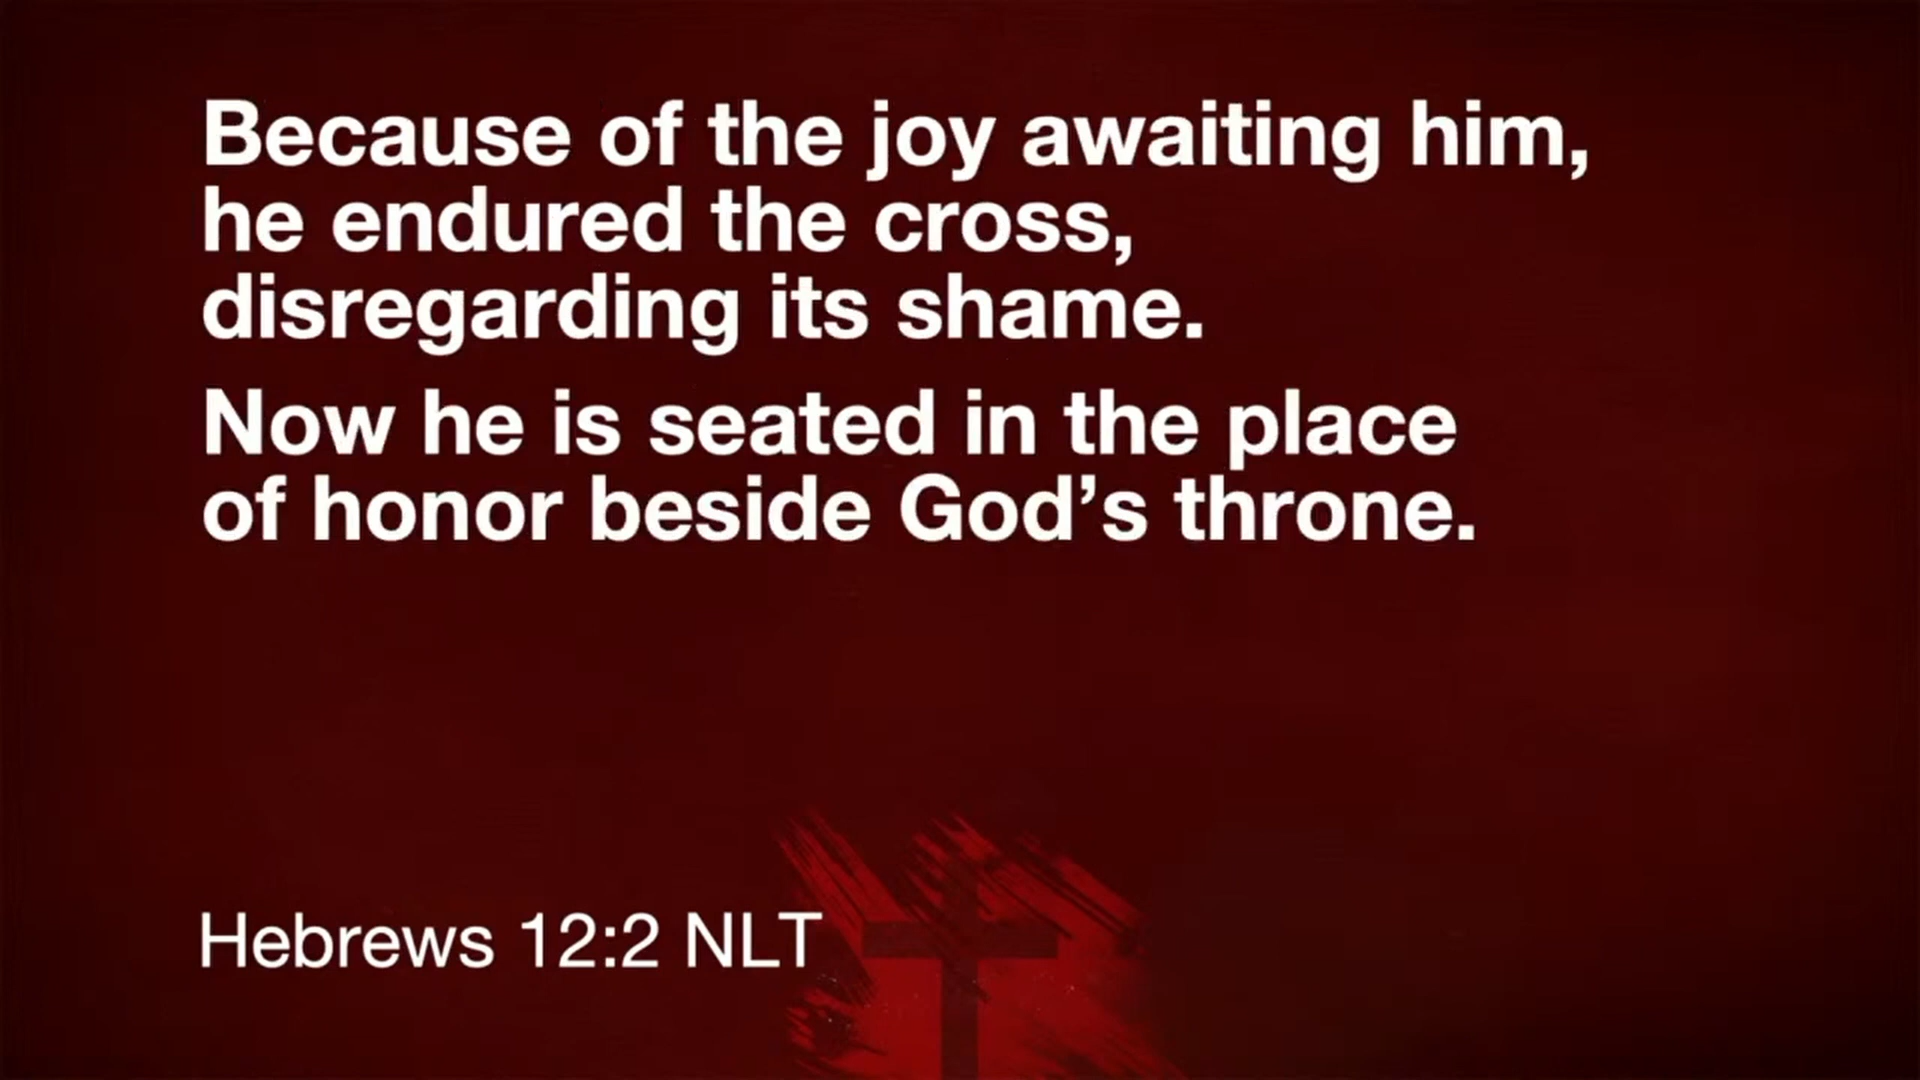 Because of the joy awaiting him,
he endured the cross,
disregarding its shame.
Now he is seated in the place
of honor beside God’s throne.
Hebrews 12:2 NLT